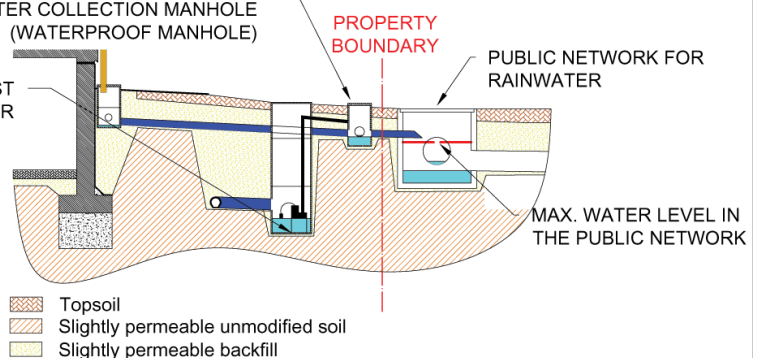 TER COLLECTION MANHOLE
(WATERPROOF MANHOLE)
PROPERTY
BOUNDARY
PUBLIC NETWORK FOR
RAINWATER
ST
R
MAX. WATER LEVEL IN
THE PUBLIC NETWORK
Topsoil
Slightly permeable unmodified soil
Slightly permeable backfill